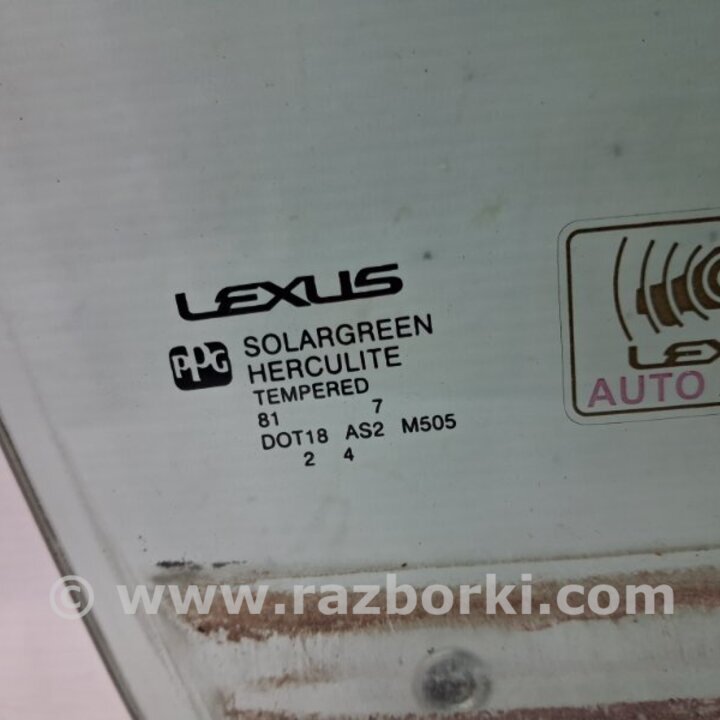 LEXUS
PPG
SOLARGREEN
HERCULITE
TEMPERED
81 7
DOT18 AS2 M505
2 4
AUTO
© www.razborki.com